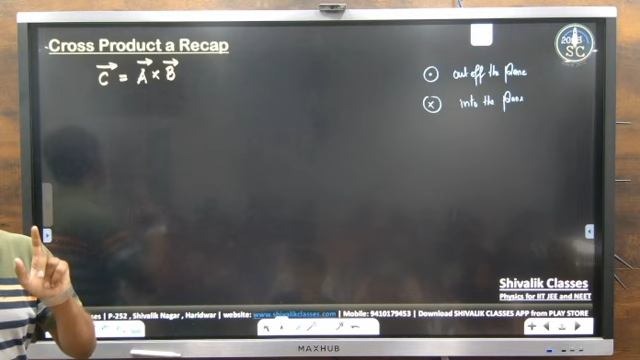 Cross Product a Recap
C⃗ = A⃗ × B⃗
⊙ out off the plane
⊗ into the plane
SC
Shivalik Classes
Physics for IIT JEE and NEET
es | P-252, Shivalik Nagar, Haridwar | website: www.shivalikclasses.com | Mobile: 9410179453 | Download SHIVALIK CLASSES APP from PLAY STORE
MAXHUB